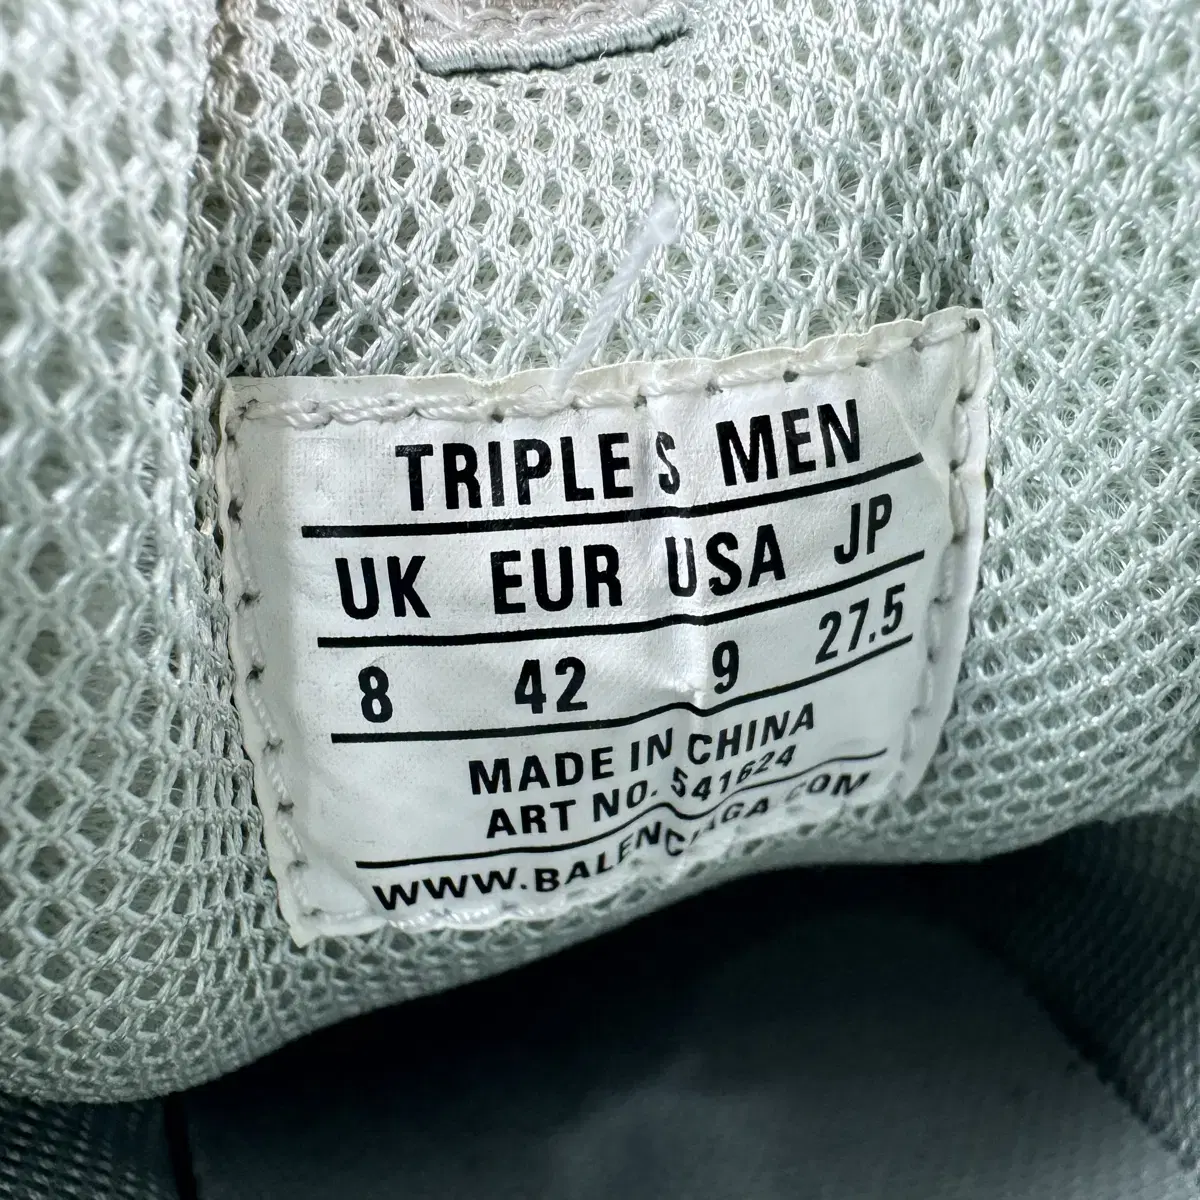 TRIPLE S MEN
UK EUR USA JP
8 42 9 27.5
MADE IN CHINA
ART NO. 541624
WWW.BALENCIAGA.COM